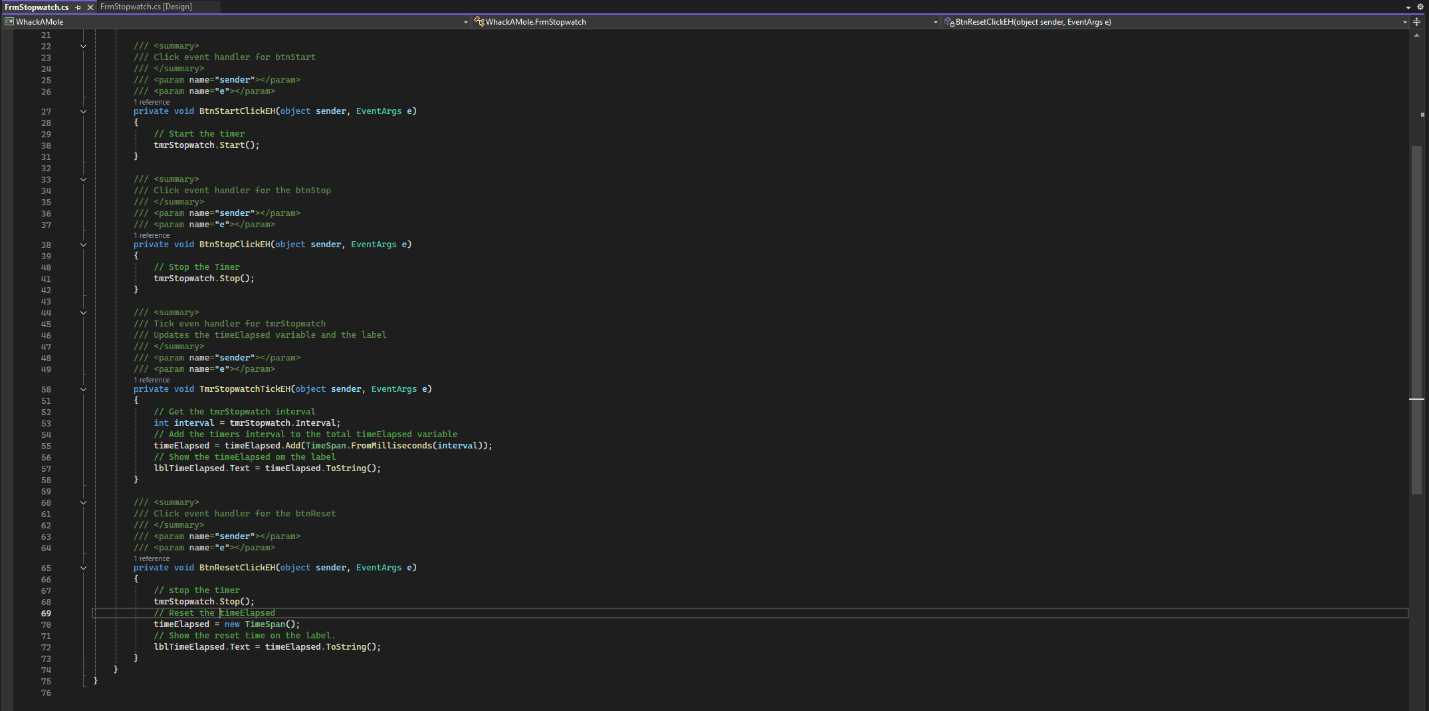 FrmStopwatch.cs
FrmStopwatch.cs [Design]
WhackAMole
WhackAMole.FrmStopwatch
BtnResetClickEH(object sender, EventArgs e)
21
22 /// <summary>
23 /// Click event handler for btnStart
24 /// </summary>
25 /// <param name="sender"></param>
26 /// <param name="e"></param>
1 reference
27 private void BtnStartClickEH(object sender, EventArgs e)
28 {
29 // Start the timer
30 tmrStopwatch.Start();
31 }
32
33 /// <summary>
34 /// Click event handler for the btnStop
35 /// </summary>
36 /// <param name="sender"></param>
37 /// <param name="e"></param>
1 reference
38 private void BtnStopClickEH(object sender, EventArgs e)
39 {
40 // Stop the Timer
41 tmrStopwatch.Stop();
42 }
43
44 /// <summary>
45 /// Tick even handler for tmrStopwatch
46 /// Updates the timeElapsed variable and the label
47 /// </summary>
48 /// <param name="sender"></param>
49 /// <param name="e"></param>
1 reference
50 private void TmrStopwatchTickEH(object sender, EventArgs e)
51 {
52 // Get the tmrStopwatch interval
53 int interval = tmrStopwatch.Interval;
54 // Add the timers interval to the total timeElapsed variable
55 timeElapsed = timeElapsed.Add(TimeSpan.FromMilliseconds(interval));
56 // Show the timeElapsed om the label
57 lblTimeElapsed.Text = timeElapsed.ToString();
58 }
59
60 /// <summary>
61 /// Click event handler for the btnReset
62 /// </summary>
63 /// <param name="sender"></param>
64 /// <param name="e"></param>
1 reference
65 private void BtnResetClickEH(object sender, EventArgs e)
66 {
67 // stop the timer
68 tmrStopwatch.Stop();
69 // Reset the timeElapsed
70 timeElapsed = new TimeSpan();
71 // Show the reset time on the label.
72 lblTimeElapsed.Text = timeElapsed.ToString();
73 }
74 }
75 }
76